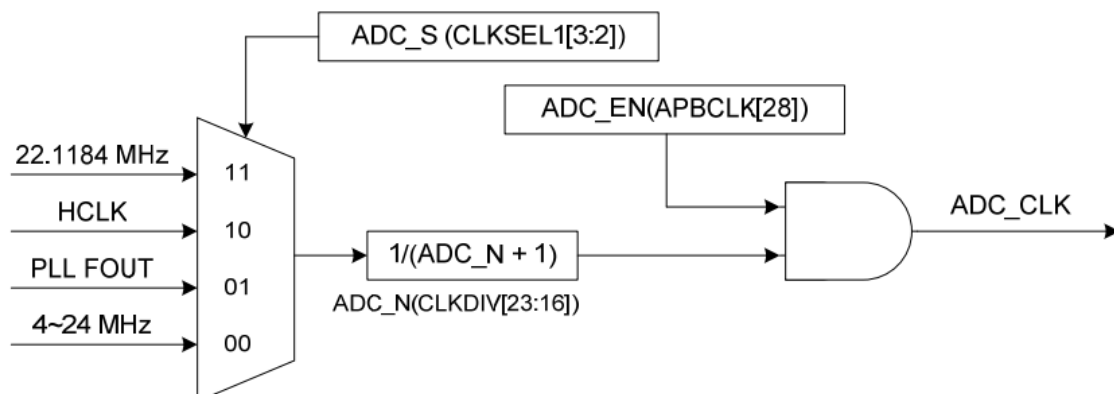 ADC_S (CLKSEL1[3:2])
ADC_EN(APBCLK[28])
22.1184 MHz
11
HCLK
10
PLL FOUT
01
4~24 MHz
00
1/(ADC_N + 1)
ADC_N(CLKDIV[23:16])
ADC_CLK